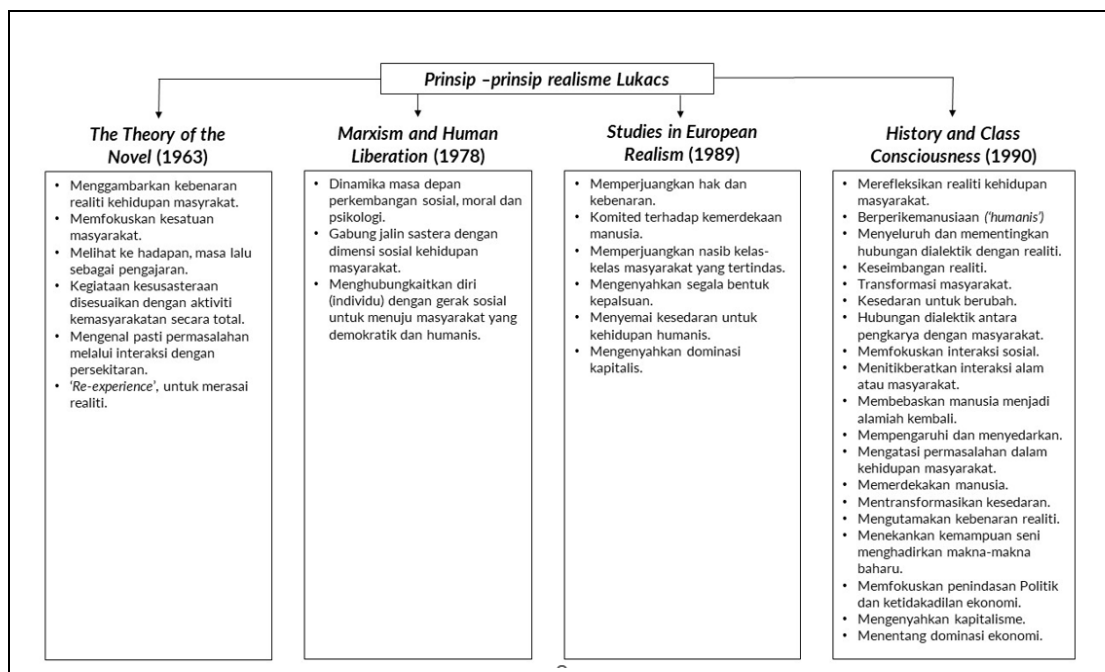 Prinsip –prinsip realisme Lukacs
The Theory of the
Novel (1963)
• Menggambarkan kebenaran
realiti kehidupan masyrakat.
• Memfokuskan kesatuan
masyarakat.
• Melihat ke hadapan, masa lalu
sebagai pengajaran.
• Kegiataan kesusasteraan
disesuaikan dengan aktiviti
kemasyarakatan secara total.
• Mengenal pasti permasalahan
melalui interaksi dengan
persekitaran.
• 'Re-experience', untuk merasai
realiti.
Marxism and Human
Liberation (1978)
• Dinamika masa depan
perkembangan sosial, moral dan
psikologi.
• Gabung jalin sastera dengan
dimensi sosial kehidupan
masyarakat.
• Menghubungkaitkan diri
(individu) dengan gerak sosial
untuk menuju masyarakat yang
demokratik dan humanis.
Studies in European
Realism (1989)
• Memperjuangkan hak dan
kebenaran.
• Komited terhadap kemerdekaan
manusia.
• Memperjuangkan nasib kelas-
kelas masyarakat yang tertindas.
• Mengenyahkan segala bentuk
kepalsuan.
• Menyemai kesedaran untuk
kehidupan humanis.
• Mengenyahkan dominasi
kapitalis.
History and Class
Consciousness (1990)
• Merefleksikan realiti kehidupan
masyarakat.
• Berperikemanusiaan ('humanis')
• Menyeluruh dan mementingkan
hubungan dialektik dengan realiti.
• Keseimbangan realiti.
• Transformasi masyarakat.
• Kesedaran untuk berubah.
• Hubungan dialektik antara
pengkarya dengan masyarakat.
• Memfokuskan interaksi sosial.
• Menitikberatkan interaksi alam
atau masyarakat.
• Membebaskan manusia menjadi
alamiah kembali.
• Mempengaruhi dan menyedarkan.
• Mengatasi permasalahan dalam
kehidupan masyarakat.
• Memerdekakan manusia.
• Mentransformasikan kesedaran.
• Mengutamakan kebenaran realiti.
• Menekankan kemampuan seni
menghadirkan makna-makna
baharu.
• Memfokuskan penindasan Politik
dan ketidakadilan ekonomi.
• Mengenyahkan kapitalisme.
• Menentang dominasi ekonomi.